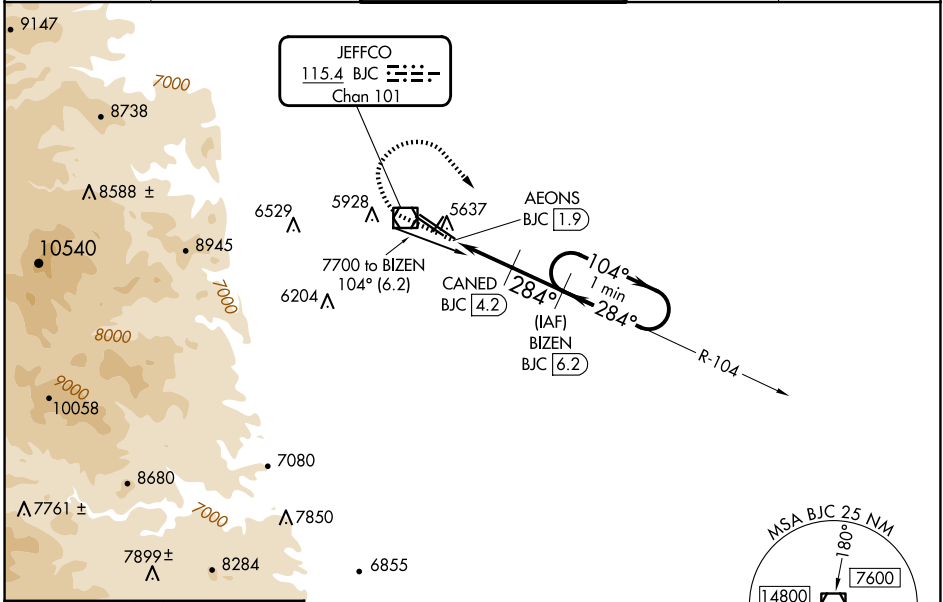 9147
7000
8738
8588 ±
JEFFCO
115.4 BJC
Chan 101
6529
5928
5637
AEONS
BJC 1.9
10540
8945
7700 to BIZEN
104° (6.2)
7000
6204
CANED
BJC 4.2
284°
104°
1 min
284°
(IAF)
BIZEN
BJC 6.2
R-104
8000
9000
10058
7080
8680
7761 ±
7000
7850
7899 ±
8284
6855
MSA BJC 25 NM
180°
7600
14800